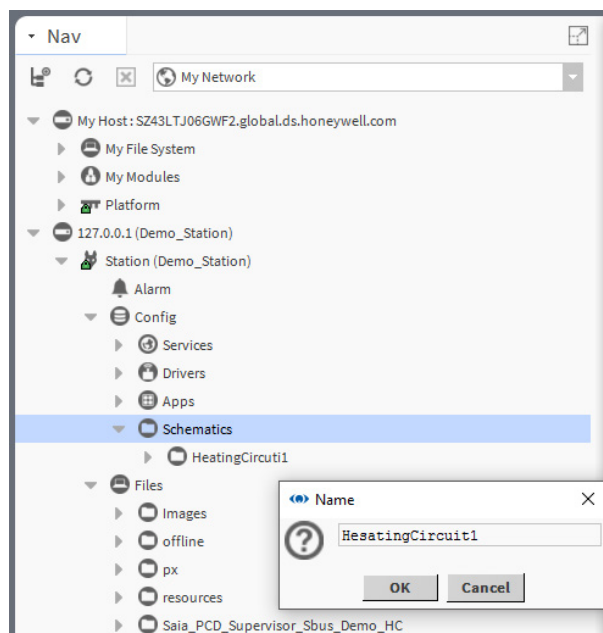 Nav
My Network
My Host : SZ43LTJ06GWF2.global.ds.honeywell.com
My File System
My Modules
Platform
127.0.0.1 (Demo_Station)
Station (Demo_Station)
Alarm
Config
Services
Drivers
Apps
Schematics
HeatingCircuti1
Files
Images
offline
px
resources
Saia_PCD_Supervisor_Sbus_Demo_HC
Name
HesatingCircuit1
OK Cancel